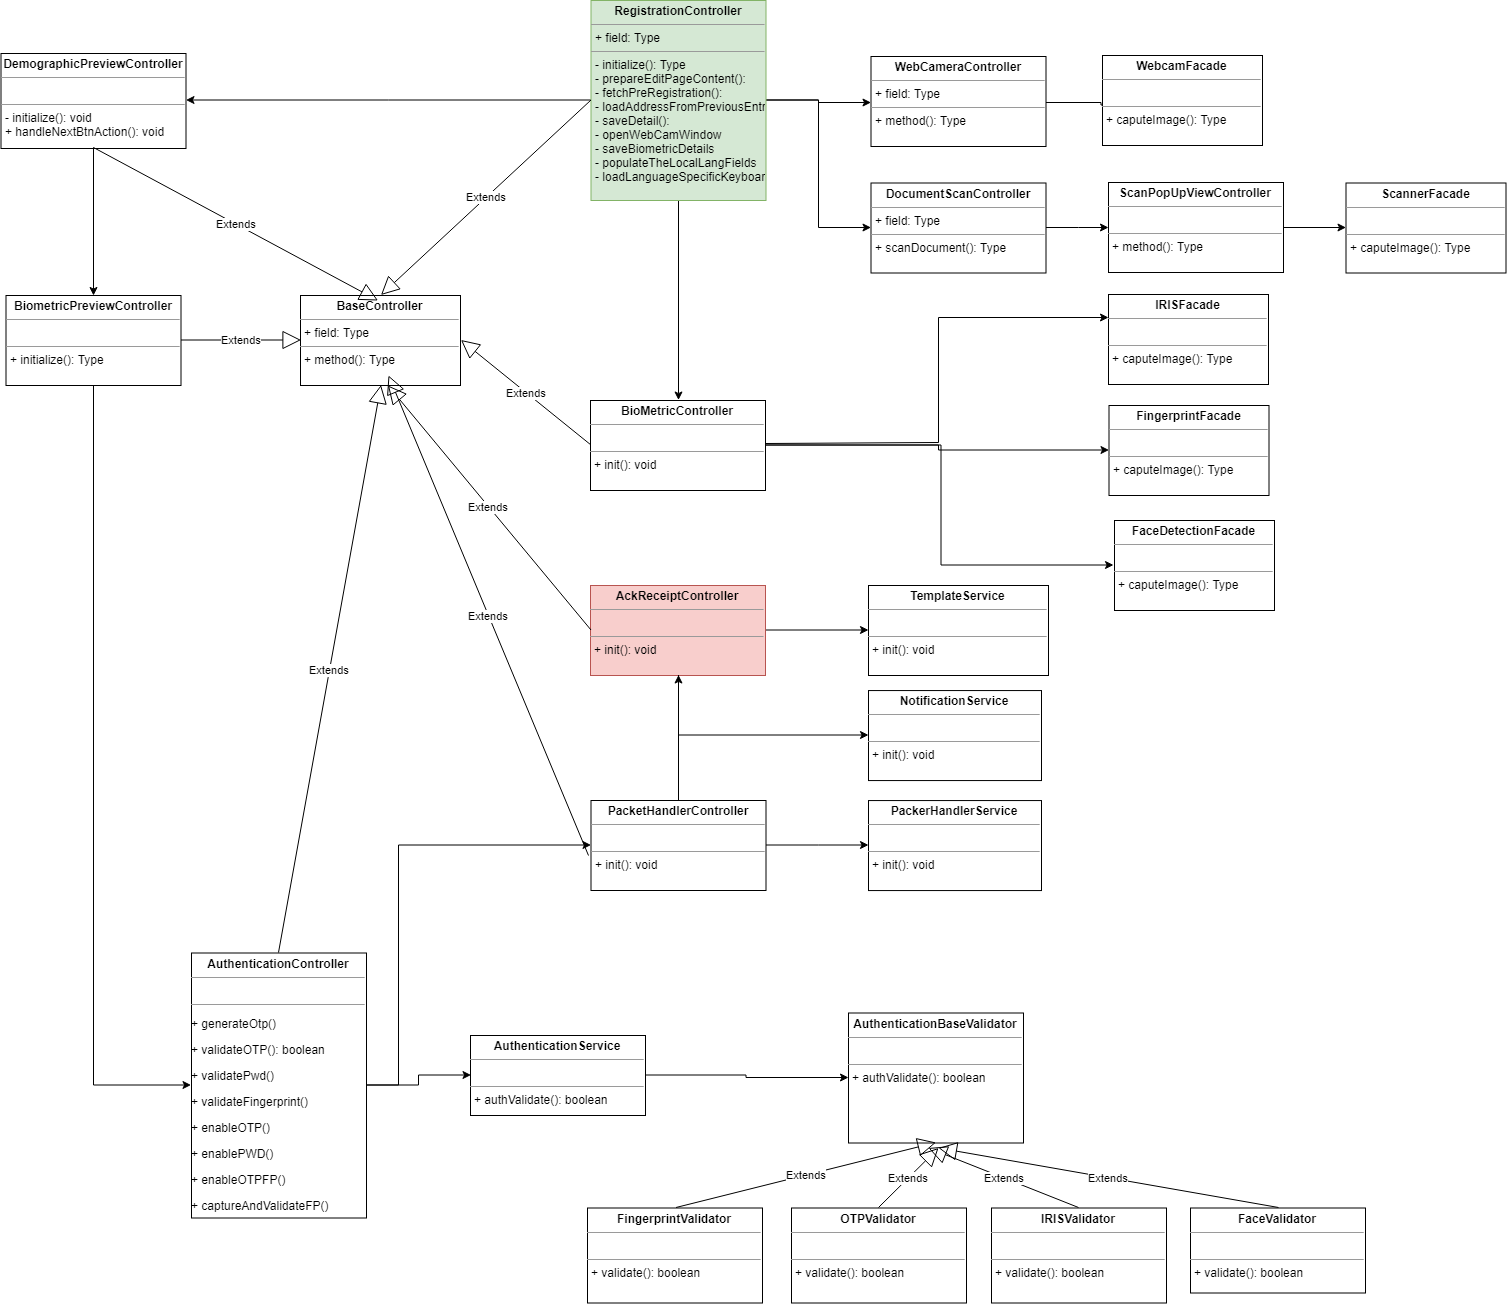 RegistrationController
+ field: Type
- initialize(): Type
- prepareEditPageContent():
- fetchPreRegistration():
- loadAddressFromPreviousEntr
- saveDetail():
- openWebCamWindow
- saveBiometricDetails
- populateTheLocalLangFields
- loadLanguageSpecificKeyboar
DemographicPreviewController
- initialize(): void
+ handleNextBtnAction(): void
WebCameraController
+ field: Type
+ method(): Type
WebcamFacade
+ caputeImage(): Type
DocumentScanController
+ field: Type
+ scanDocument(): Type
ScanPopUpViewController
+ method(): Type
ScannerFacade
+ caputeImage(): Type
Extends
Extends
BiometricPreviewController
+ initialize(): Type
Extends
BaseController
+ field: Type
+ method(): Type
Extends
BioMetricController
+ init(): void
IRISFacade
+ caputeImage(): Type
FingerprintFacade
+ caputeImage(): Type
FaceDetectionFacade
+ caputeImage(): Type
Extends
Extends
Extends
AckReceiptController
+ init(): void
TemplateService
+ init(): void
NotificationService
+ init(): void
PacketHandlerController
+ init(): void
PackerHandlerService
+ init(): void
AuthenticationController
+ generateOtp()
+ validateOTP(): boolean
+ validatePwd()
+ validateFingerprint()
+ enableOTP()
+ enablePWD()
+ enableOTPFP()
+ captureAndValidateFP()
AuthenticationService
+ authValidate(): boolean
AuthenticationBaseValidator
+ authValidate(): boolean
Extends
Extends
Extends
Extends
FingerprintValidator
+ validate(): boolean
OTPValidator
+ validate(): boolean
IRISValidator
+ validate(): boolean
FaceValidator
+ validate(): boolean